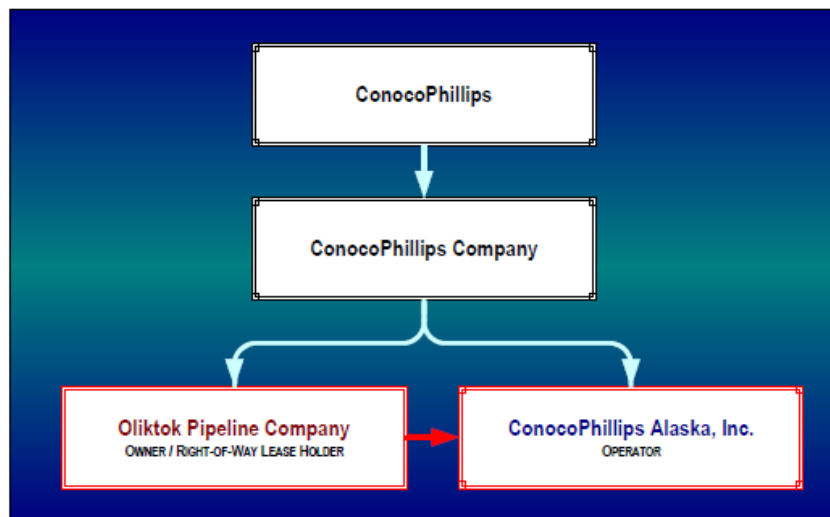 ConocoPhillips
ConocoPhillips Company
Oliktok Pipeline Company
OWNER / RIGHT-OF-WAY LEASE HOLDER
ConocoPhillips Alaska, Inc.
OPERATOR